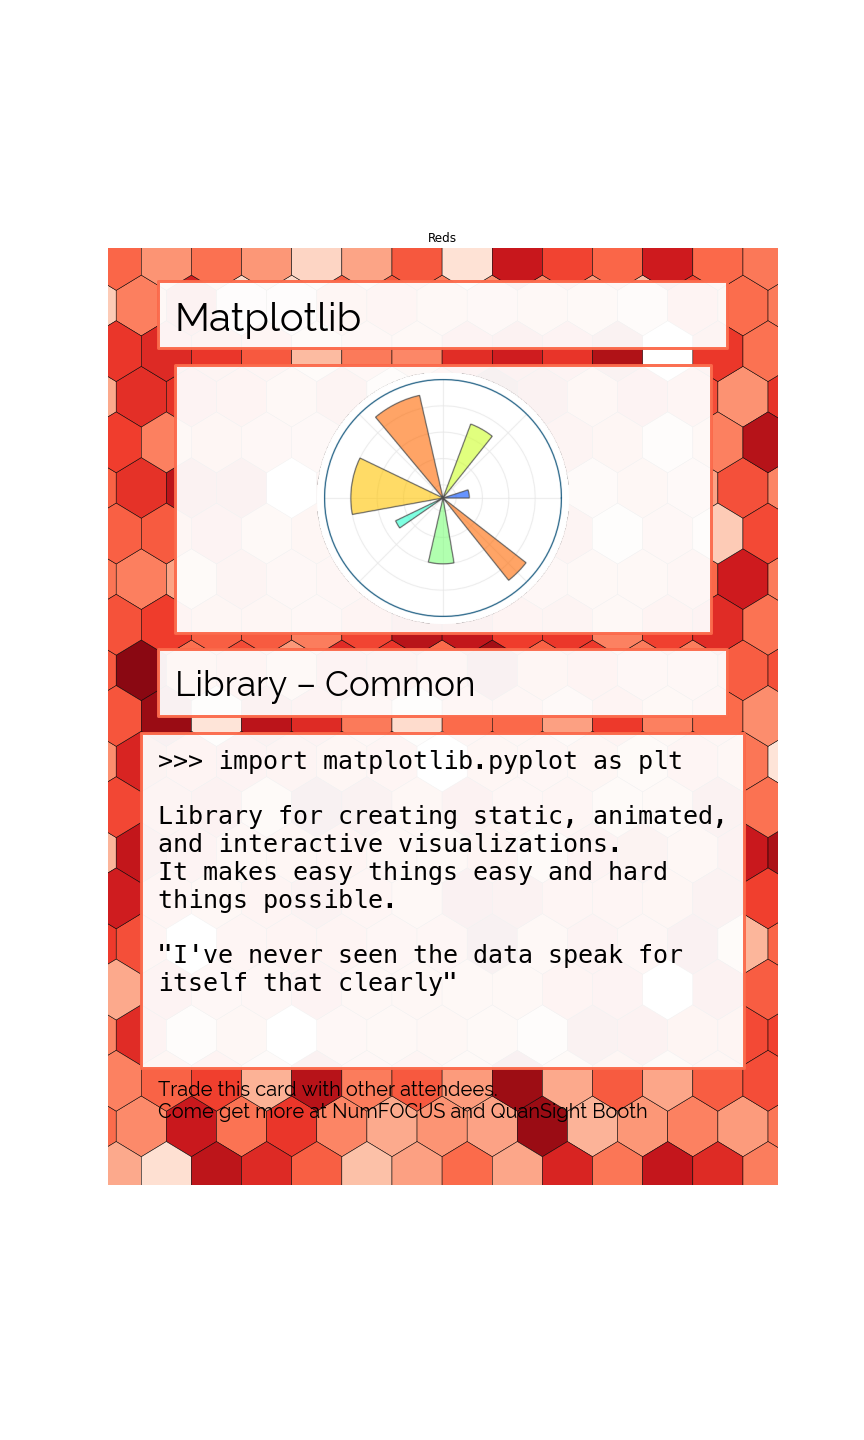 Reds
Matplotlib
Library – Common
>>> import matplotlib.pyplot as plt
Library for creating static, animated,
and interactive visualizations.
It makes easy things easy and hard
things possible.
"I've never seen the data speak for
itself that clearly"
Trade this card with other attendees.
Come get more at NumFOCUS and QuanSight Booth